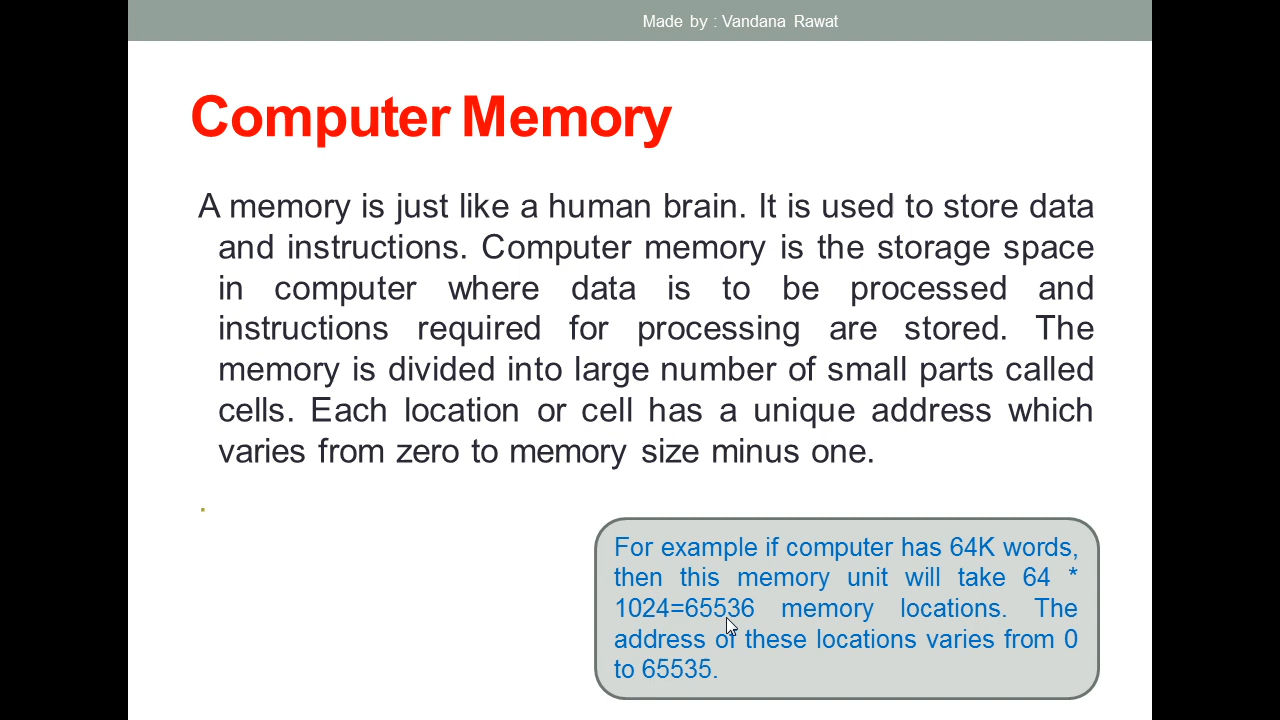 Made by : Vandana Rawat
Computer Memory
A memory is just like a human brain. It is used to store data
and instructions. Computer memory is the storage space
in computer where data is to be processed and
instructions required for processing are stored. The
memory is divided into large number of small parts called
cells. Each location or cell has a unique address which
varies from zero to memory size minus one.
.
For example if computer has 64K words,
then this memory unit will take 64 *
1024=65536 memory locations. The
address of these locations varies from 0
to 65535.